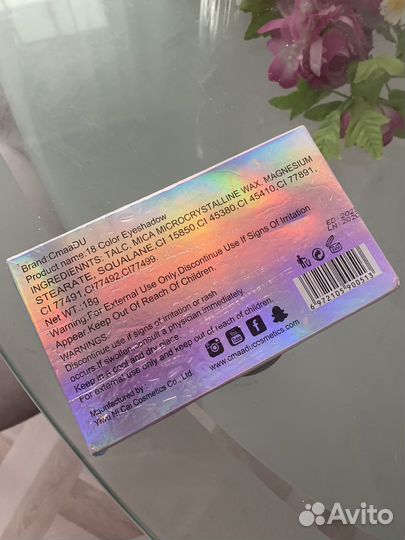 Brand:CmaaDU
Product name:18 Color Eyeshadow
INGREDIENTS: TALC, MICA MICROCRYSTALLINE WAX, MAGNESIUM
STEARATE, SQUALANE,CI 15850,CI 45380,CI 45410,CI 77891,
CI 77491,CI77492,CI77499.
Net WT.:18g
Warning:For External Use Only Discontinue Use If Signs Of Irritation
Appear Keep Out Of Reach Of Children.
WARNINGS:
Discontinue use if signs of irritation or rash
occurs If swollen, consult a physician immediately.
Keep in a cool and dry place.
For external use only and keep out of reach of children.
www.cmaaducosmetics.com
Manufactured by :
Yiwu Ni Cai Cosmetics Co., Ltd.
6972105900513
Avito